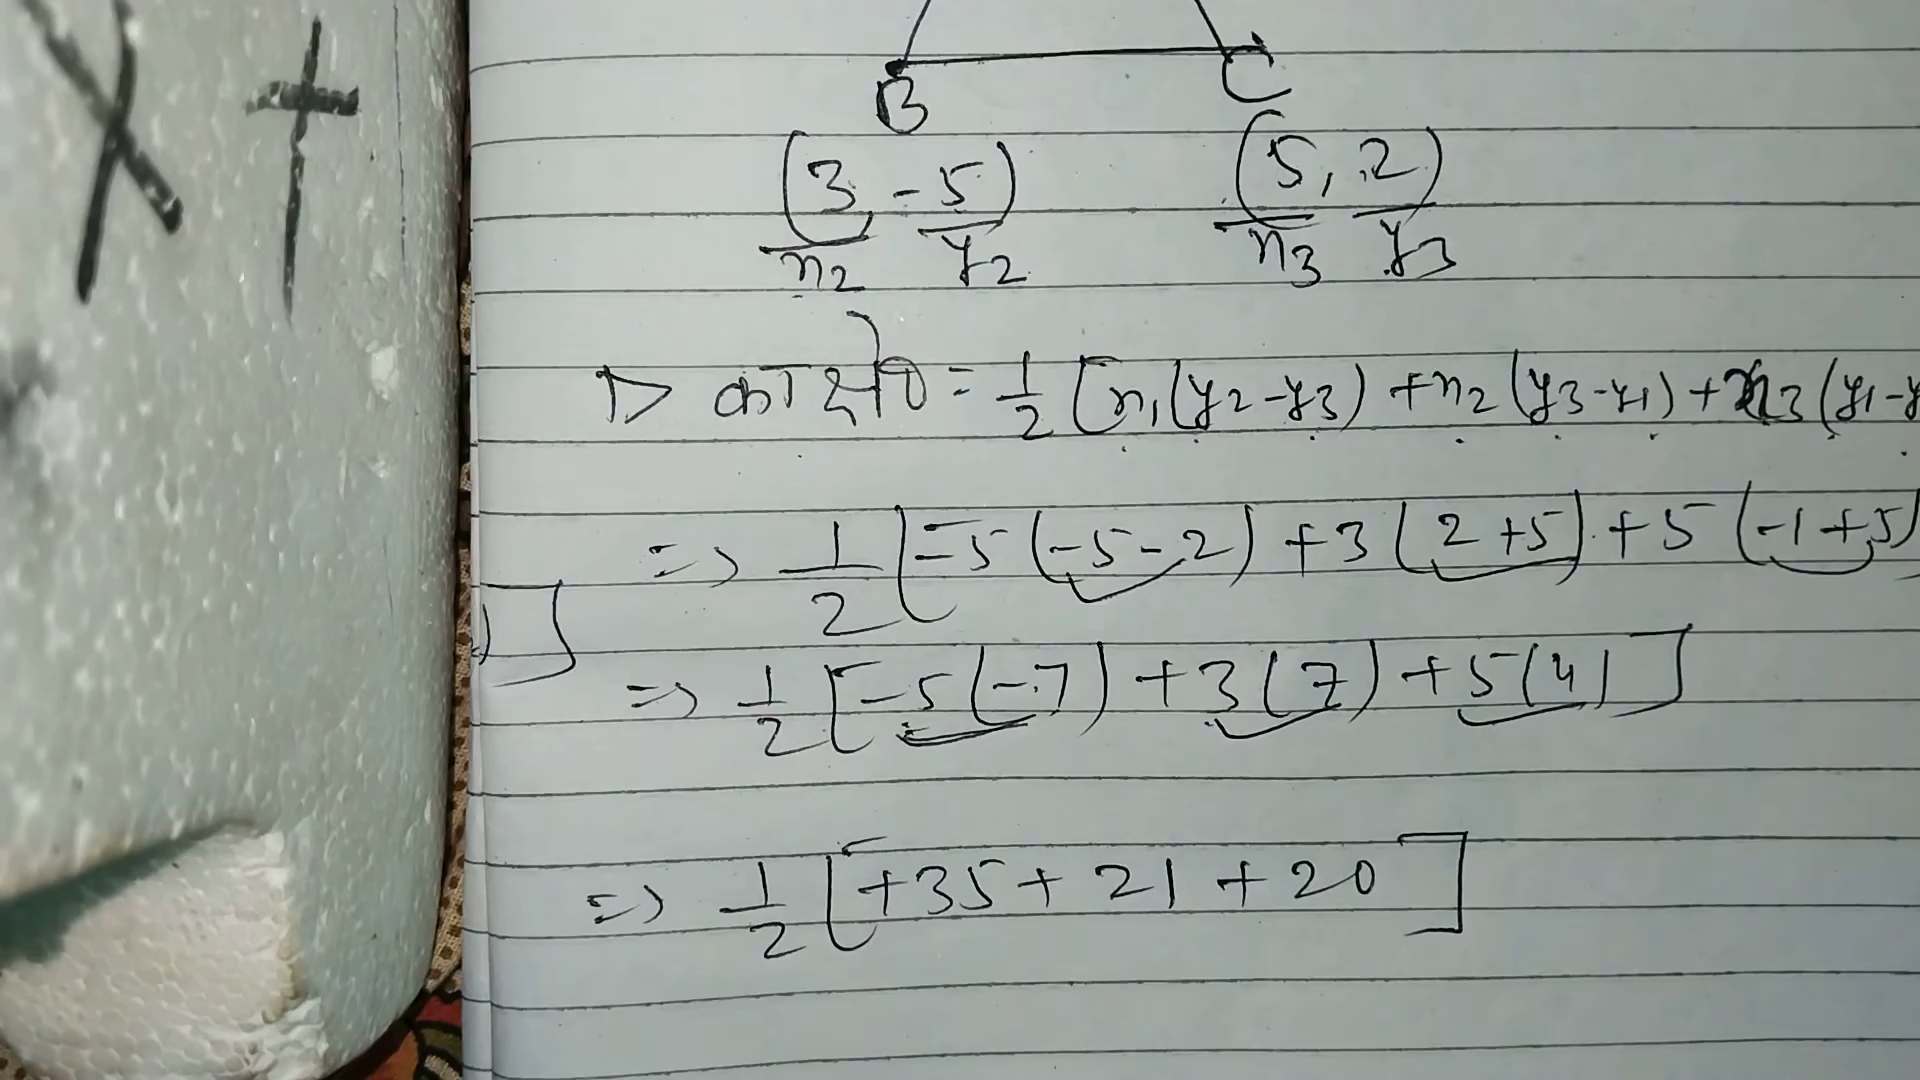 X +
B C
(3, -5) (5, 2)
x2 y2 x3 y3
▷ का क्षे० = 1/2 [x1(y2-y3) + x2(y3-y1) + x3(y1-y
=> 1/2 [-5(-5-2) + 3(2+5) + 5(-1+5)
=> 1/2 [-5(-7) + 3(7) + 5(4)]
=> 1/2 [+35 + 21 + 20]